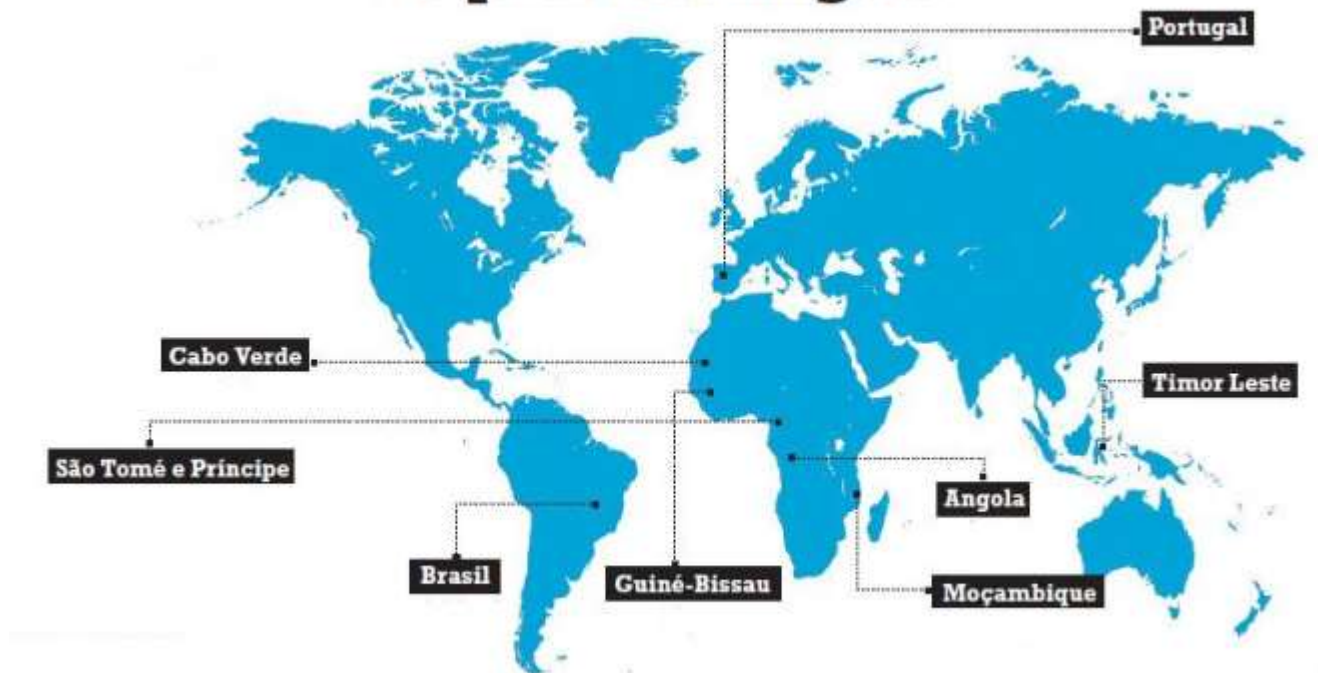 Portugal
Cabo Verde
Timor Leste
São Tomé e Príncipe
Angola
Brasil
Guiné-Bissau
Moçambique